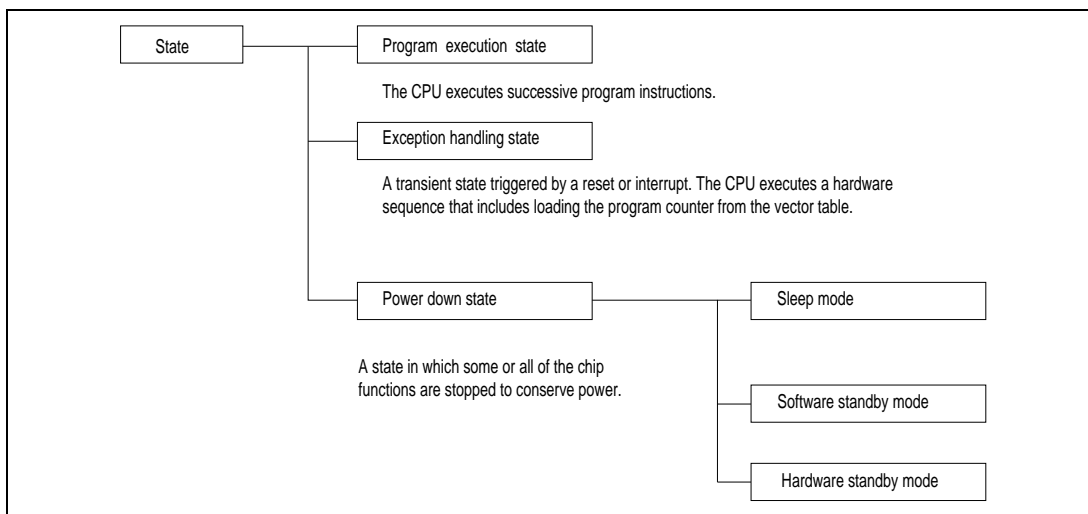 State
Program execution state
The CPU executes successive program instructions.
Exception handling state
A transient state triggered by a reset or interrupt. The CPU executes a hardware
sequence that includes loading the program counter from the vector table.
Power down state
Sleep mode
A state in which some or all of the chip
functions are stopped to conserve power.
Software standby mode
Hardware standby mode